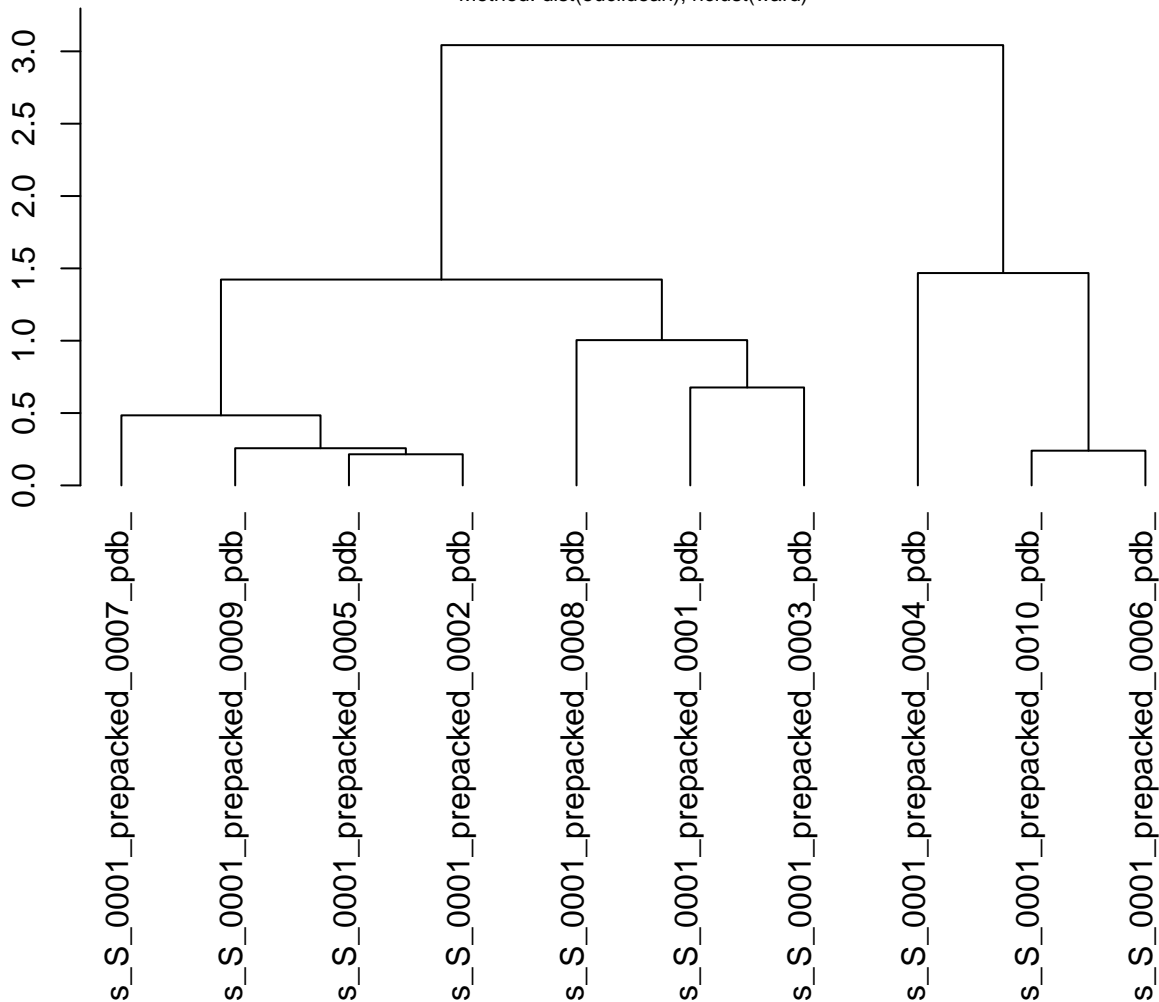 Method: dist(euclidean), hclust(ward)
3.0
2.5
2.0
1.5
1.0
0.5
0.0
s_S_0001_prepacked_0007_pdb_
s_S_0001_prepacked_0009_pdb_
s_S_0001_prepacked_0005_pdb_
s_S_0001_prepacked_0002_pdb_
s_S_0001_prepacked_0008_pdb_
s_S_0001_prepacked_0001_pdb_
s_S_0001_prepacked_0003_pdb_
s_S_0001_prepacked_0004_pdb_
s_S_0001_prepacked_0010_pdb_
s_S_0001_prepacked_0006_pdb_